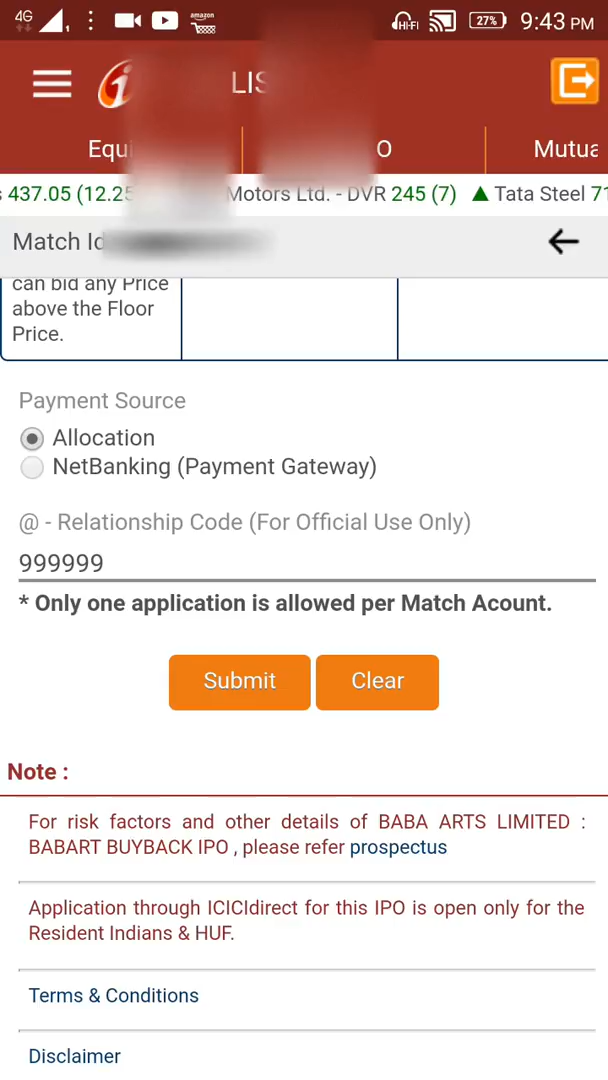 4G 27% 9:43 PM
amazon
HI-FI
i LIS
Equi O Mutua
437.05 (12.25 Motors Ltd. - DVR 245 (7) ▲ Tata Steel 71
Match Id
can bid any Price
above the Floor
Price.
Payment Source
Allocation
NetBanking (Payment Gateway)
@ - Relationship Code (For Official Use Only)
999999
* Only one application is allowed per Match Acount.
Submit Clear
Note :
For risk factors and other details of BABA ARTS LIMITED :
BABART BUYBACK IPO , please refer prospectus
Application through ICICIdirect for this IPO is open only for the
Resident Indians & HUF.
Terms & Conditions
Disclaimer